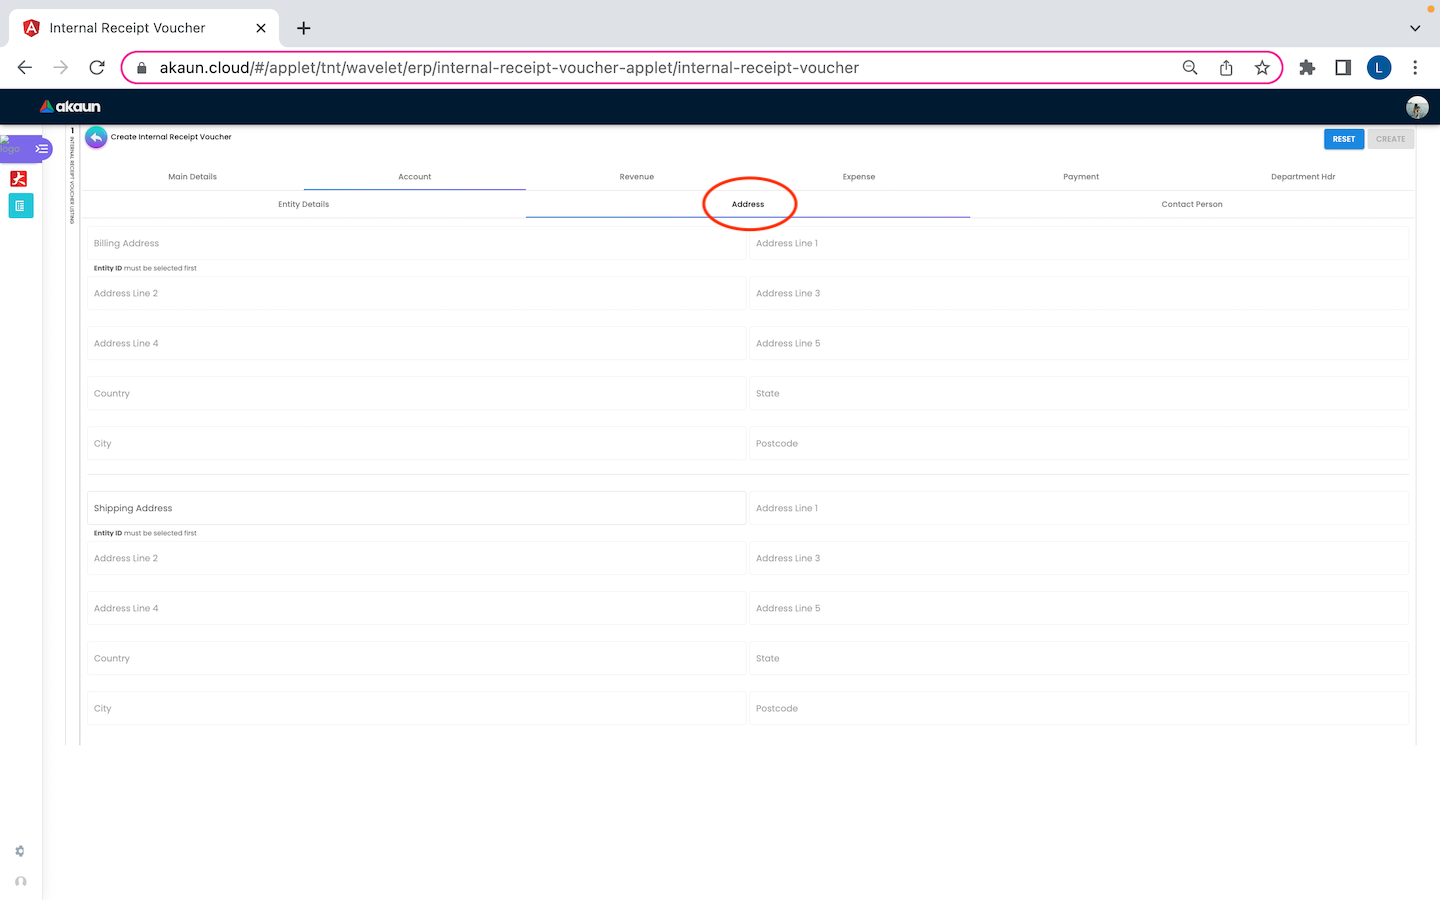 Internal Receipt Voucher
akaun.cloud/#/applet/tnt/wavelet/erp/internal-receipt-voucher-applet/internal-receipt-voucher
L
akaun
logo
1
INTERNAL RECEIPT VOUCHER LISTING
Create Internal Receipt Voucher
RESET CREATE
Main Details Account Revenue Expense Payment Department Hdr
Entity Details Address Contact Person
Billing Address Address Line 1
Entity ID must be selected first
Address Line 2 Address Line 3
Address Line 4 Address Line 5
Country State
City Postcode
Shipping Address Address Line 1
Entity ID must be selected first
Address Line 2 Address Line 3
Address Line 4 Address Line 5
Country State
City Postcode